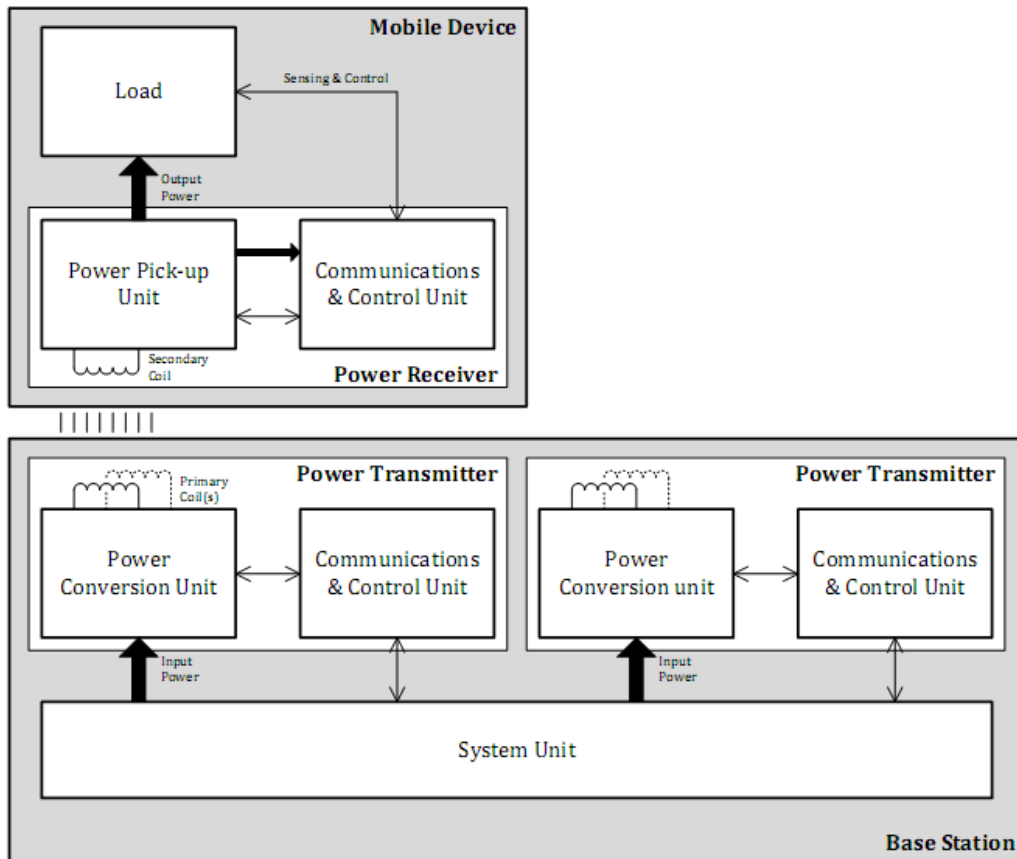 Mobile Device
Load
Sensing & Control
Output
Power
Power Pick-up
Unit
Communications
& Control Unit
Secondary
Coil
Power Receiver
Power Transmitter
Primary
Coil(s)
Power
Conversion Unit
Communications
& Control Unit
Input
Power
Power Transmitter
Power
Conversion unit
Communications
& Control Unit
Input
Power
System Unit
Base Station